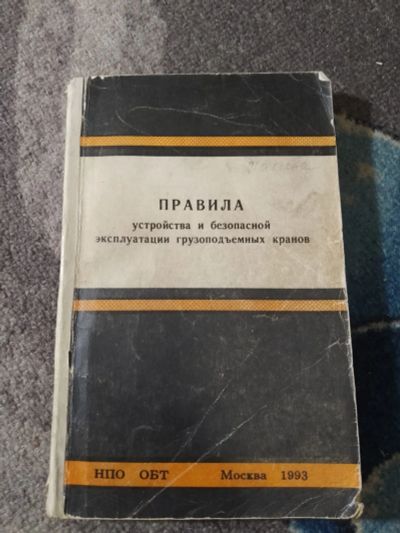 ПРАВИЛА
устройства и безопасной
эксплуатации грузоподъемных кранов
НПО ОБТ Москва 1993